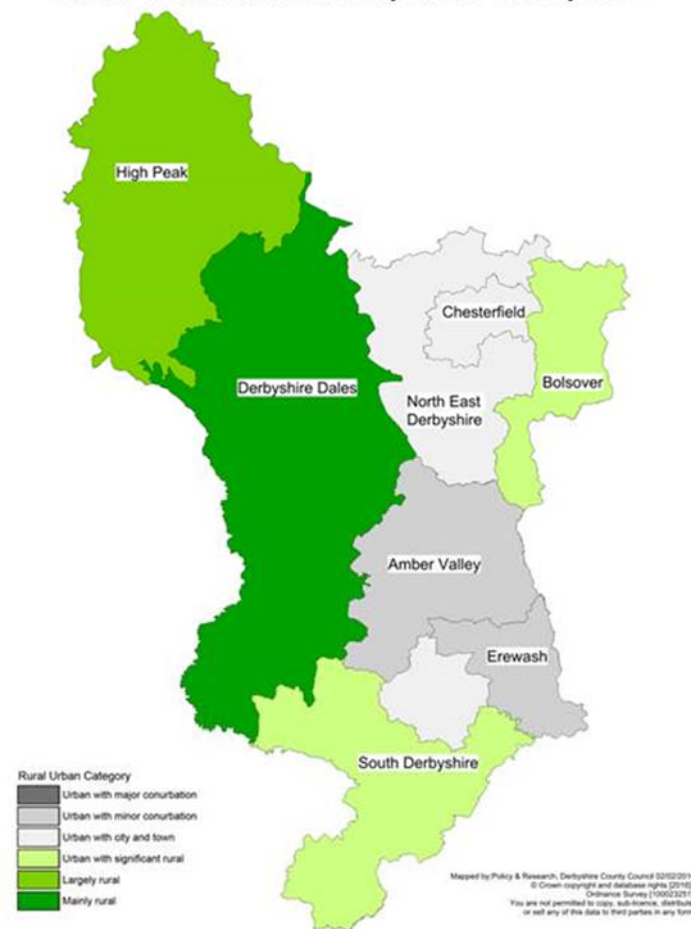 High Peak
Chesterfield
Bolsover
Derbyshire Dales
North East
Derbyshire
Amber Valley
Erewash
South Derbyshire
Rural Urban Category
Urban with major conurbation
Urban with minor conurbation
Urban with city and town
Urban with significant rural
Largely rural
Mainly rural
Mapped by Policy & Research, Derbyshire County Council
© Crown copyright and database rights
Ordnance Survey
You are not permitted to copy, sub-licence, distribute
or sell any of this data to third parties in any form